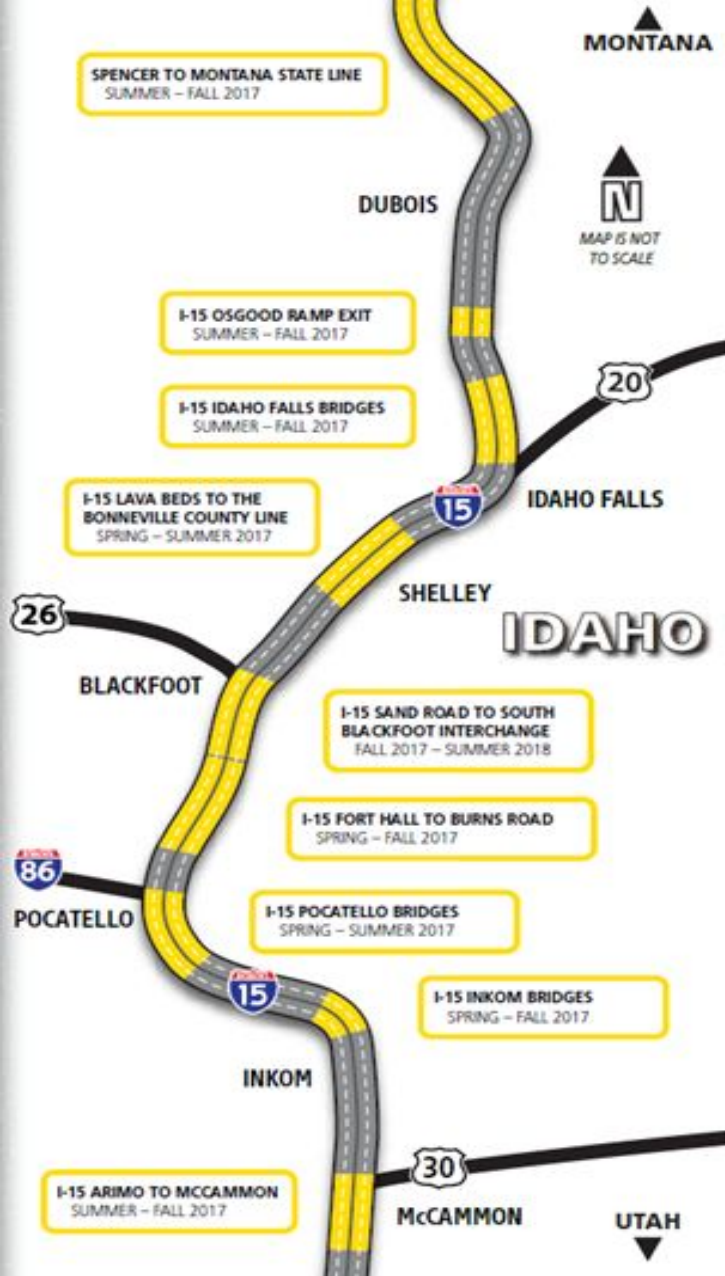 MONTANA
SPENCER TO MONTANA STATE LINE
SUMMER – FALL 2017
N
DUBOIS
MAP IS NOT
TO SCALE
I-15 OSGOOD RAMP EXIT
SUMMER – FALL 2017
20
I-15 IDAHO FALLS BRIDGES
SUMMER – FALL 2017
15
IDAHO FALLS
I-15 LAVA BEDS TO THE
BONNEVILLE COUNTY LINE
SPRING – SUMMER 2017
SHELLEY
26
IDAHO
BLACKFOOT
I-15 SAND ROAD TO SOUTH
BLACKFOOT INTERCHANGE
FALL 2017 – SUMMER 2018
I-15 FORT HALL TO BURNS ROAD
SPRING – FALL 2017
86
POCATELLO
I-15 POCATELLO BRIDGES
SPRING – SUMMER 2017
15
I-15 INKOM BRIDGES
SPRING – FALL 2017
INKOM
30
I-15 ARIMO TO MCCAMMON
SUMMER – FALL 2017
McCAMMON
UTAH